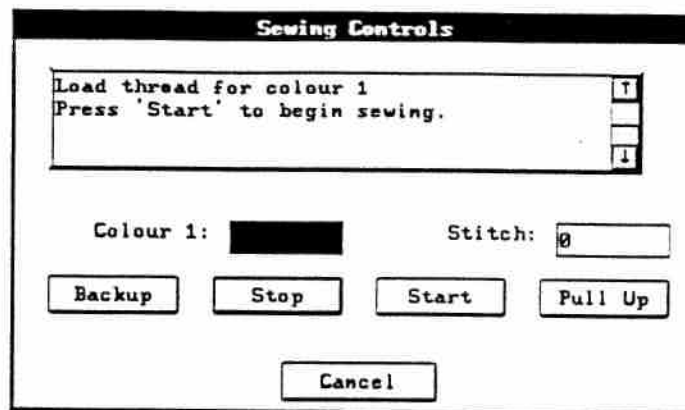 Sewing Controls
Load thread for colour 1
Press 'Start' to begin sewing.
Colour 1: Stitch: 0
Backup Stop Start Pull Up
Cancel